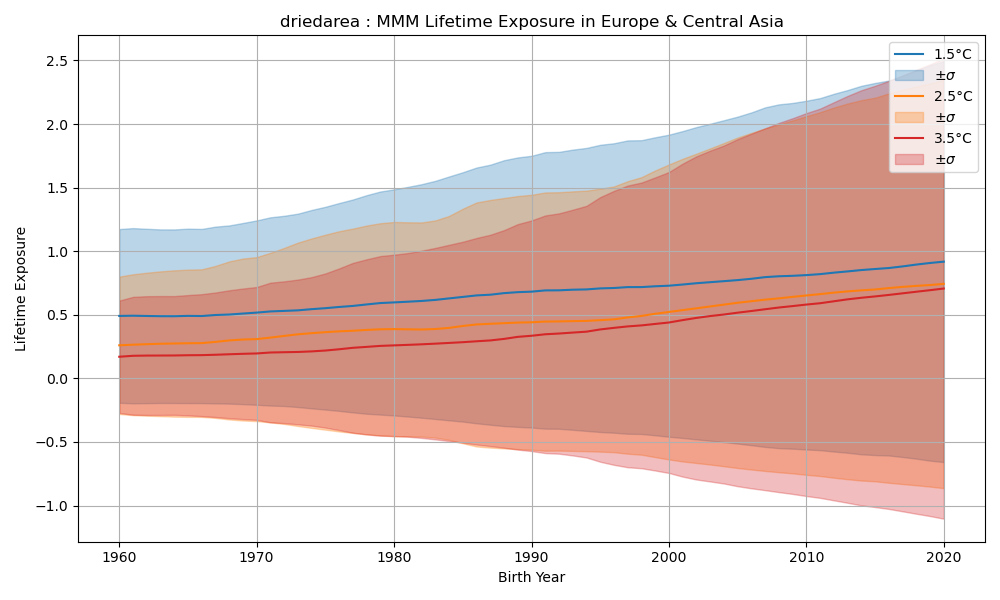 driedarea : MMM Lifetime Exposure in Europe & Central Asia
1.5°C
±σ
2.5°C
±σ
3.5°C
±σ
Lifetime Exposure
2.5
2.0
1.5
1.0
0.5
0.0
−0.5
−1.0
1960 1970 1980 1990 2000 2010 2020
Birth Year